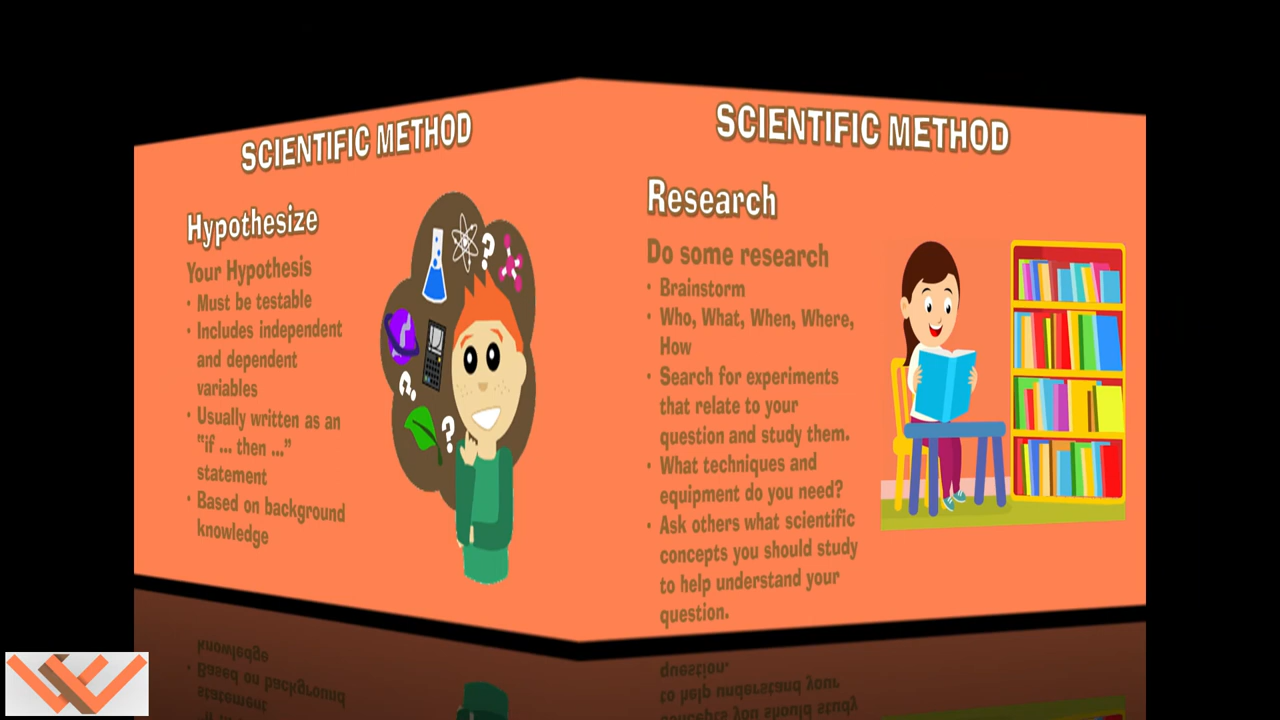 SCIENTIFIC METHOD
Hypothesize
Your Hypothesis
• Must be testable
• Includes independent
and dependent
variables
• Usually written as an
"if ... then ..."
statement
• Based on background
knowledge
SCIENTIFIC METHOD
Research
Do some research
• Brainstorm
• Who, What, When, Where,
How
• Search for experiments
that relate to your
question and study them.
• What techniques and
equipment do you need?
• Ask others what scientific
concepts you should study
to help understand your
question.